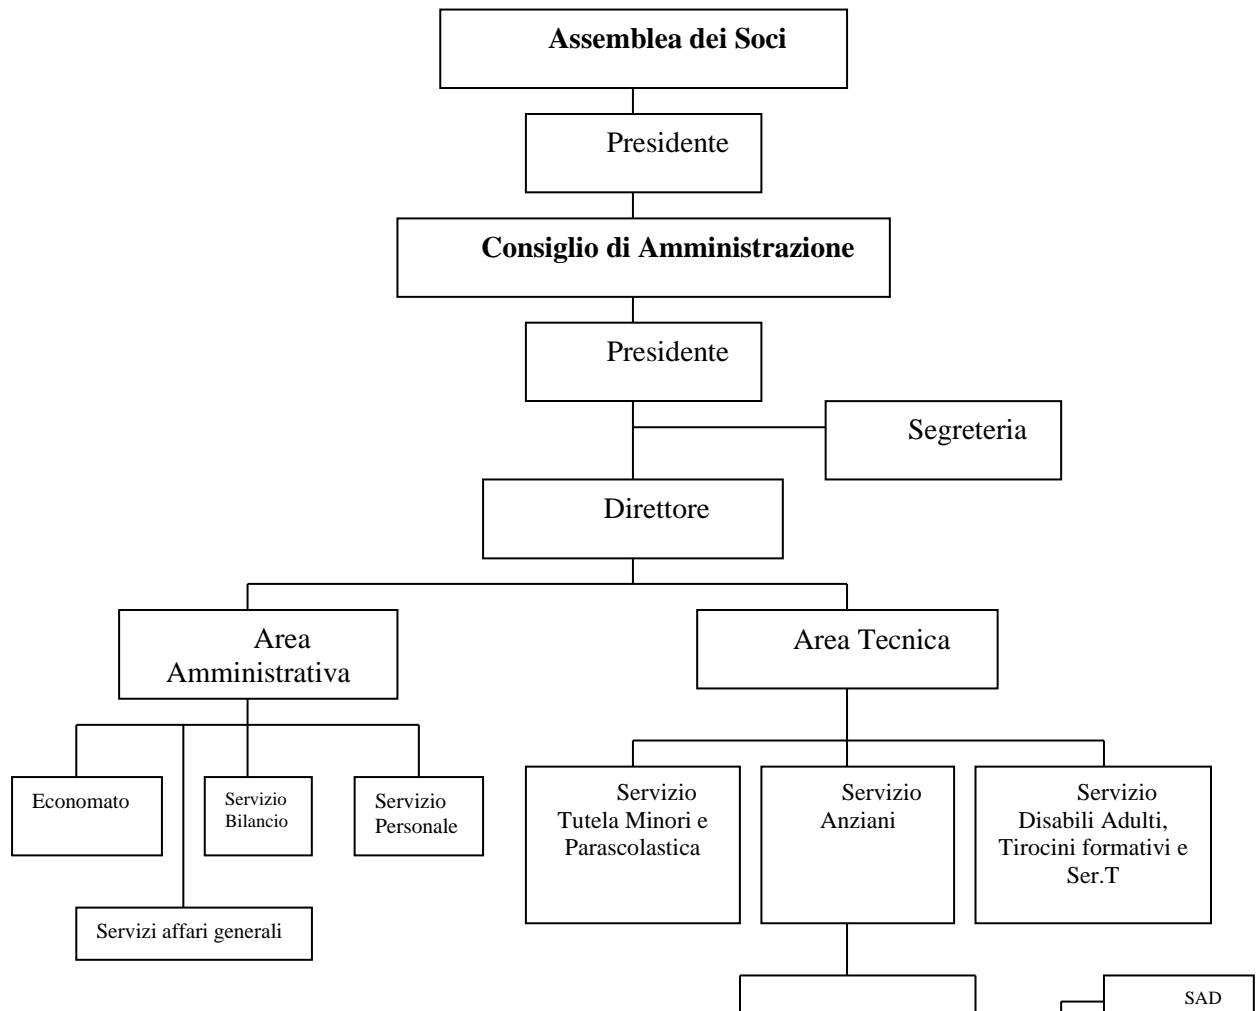 Assemblea dei Soci
Presidente
Consiglio di Amministrazione
Presidente
Segreteria
Direttore
Area
Amministrativa
Area Tecnica
Economato
Servizio
Bilancio
Servizio
Personale
Servizio
Tutela Minori e
Parascolastica
Servizio
Anziani
Servizio
Disabili Adulti,
Tirocini formativi e
Ser.T
Servizi affari generali
SAD